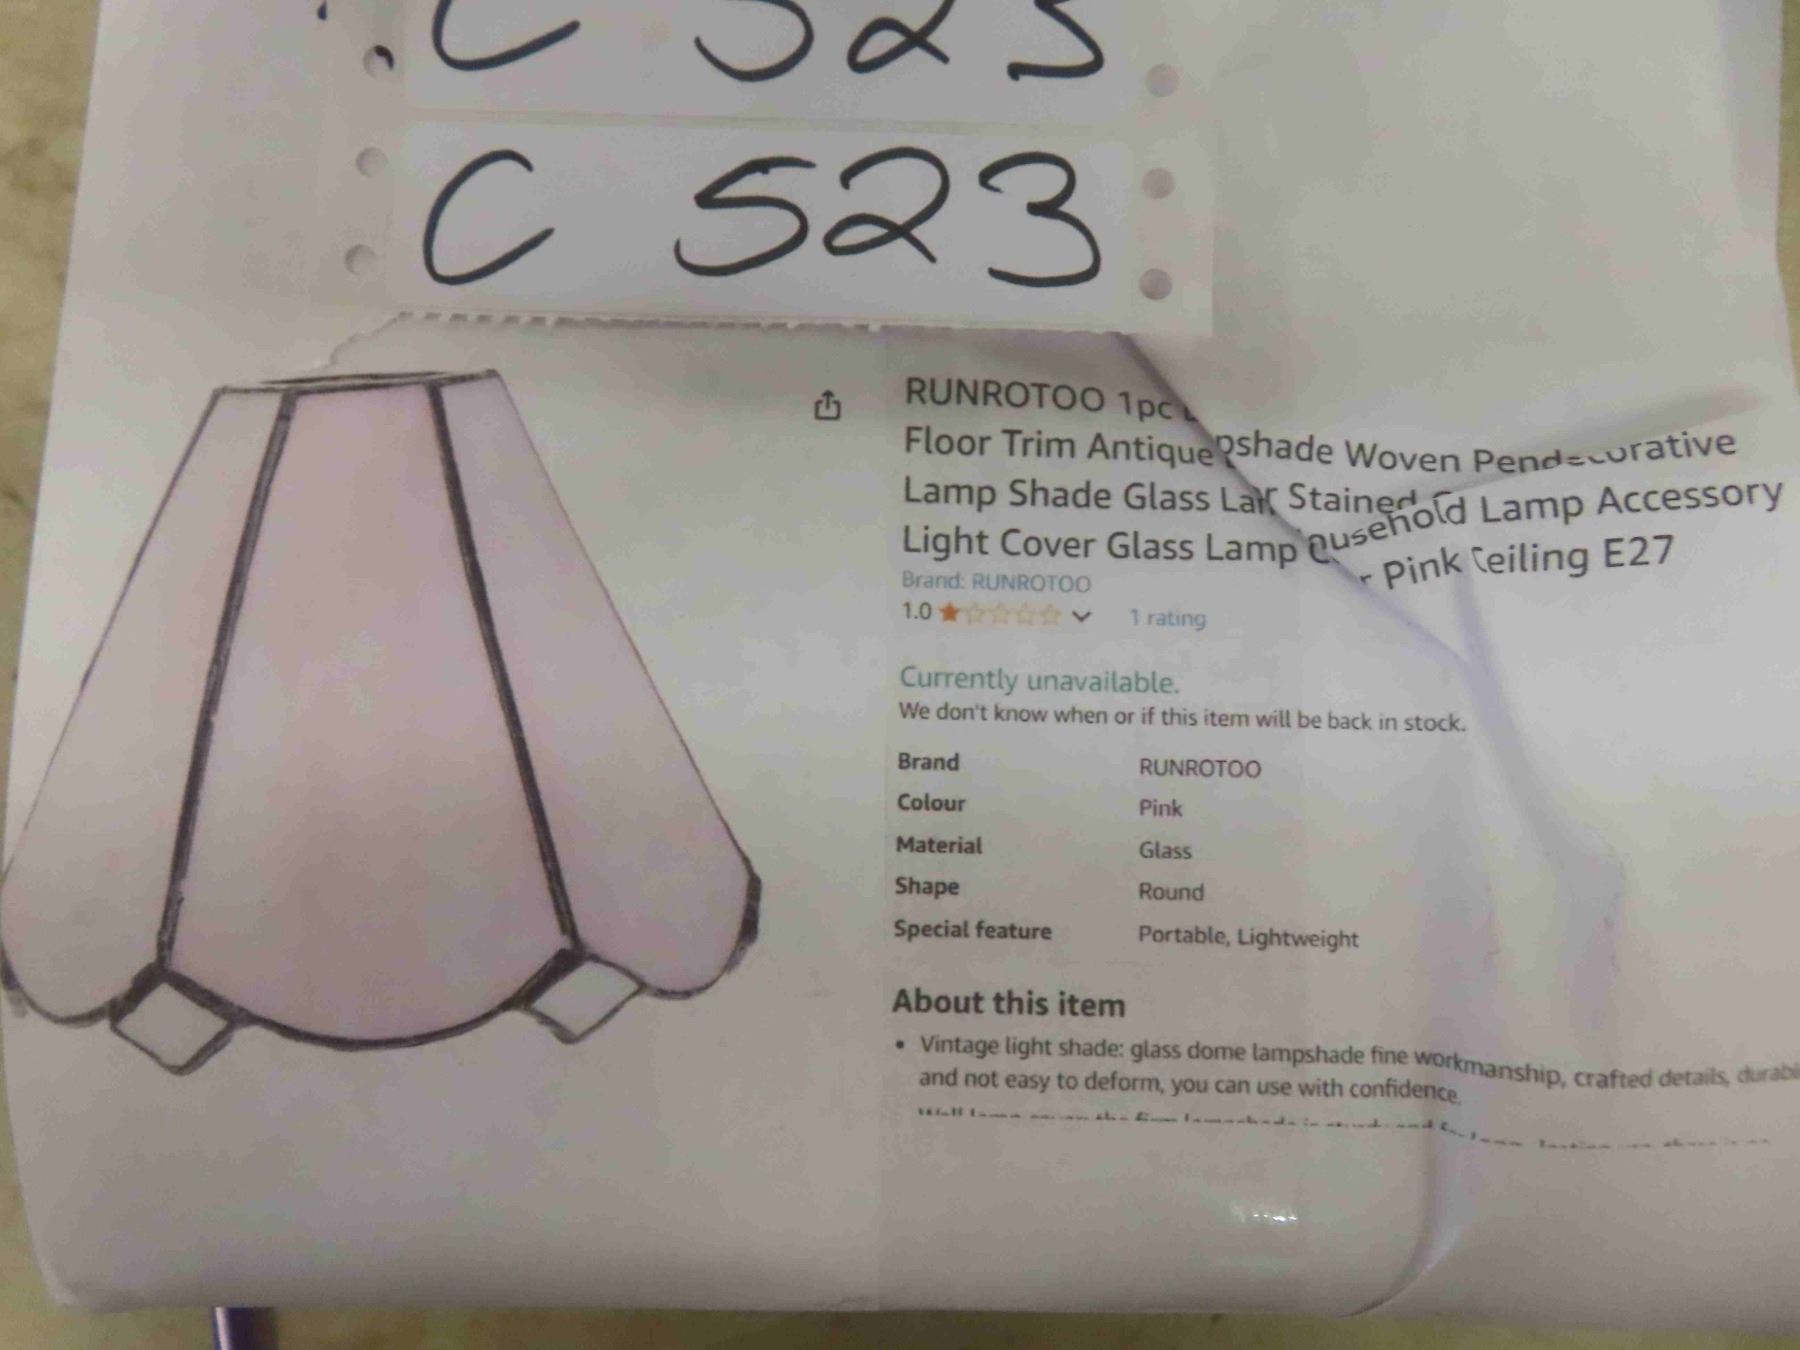 C 523
C 523
RUNROTOO 1pc
Floor Trim Antique pshade Woven
Lamp Shade Glass Stained Lamp Accessory
Light Cover Glass Lamp Pink Ceiling E27
Brand: RUNROTOO
1.0 1 rating
Currently unavailable.
We don't know when or if this item will be back in stock.
Brand RUNROTOO
Colour Pink
Material Glass
Shape Round
Special feature Portable, Lightweight
About this item
• Vintage light shade: glass dome lampshade fine workmanship, crafted details,
and not easy to deform, you can use with confidence.